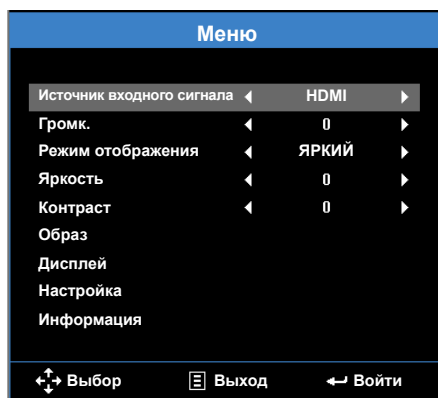 Меню
Источник входного сигнала HDMI
Громк. 0
Режим отображения ЯРКИЙ
Яркость 0
Контраст 0
Образ
Дисплей
Настройка
Информация
Выбор Выход Войти